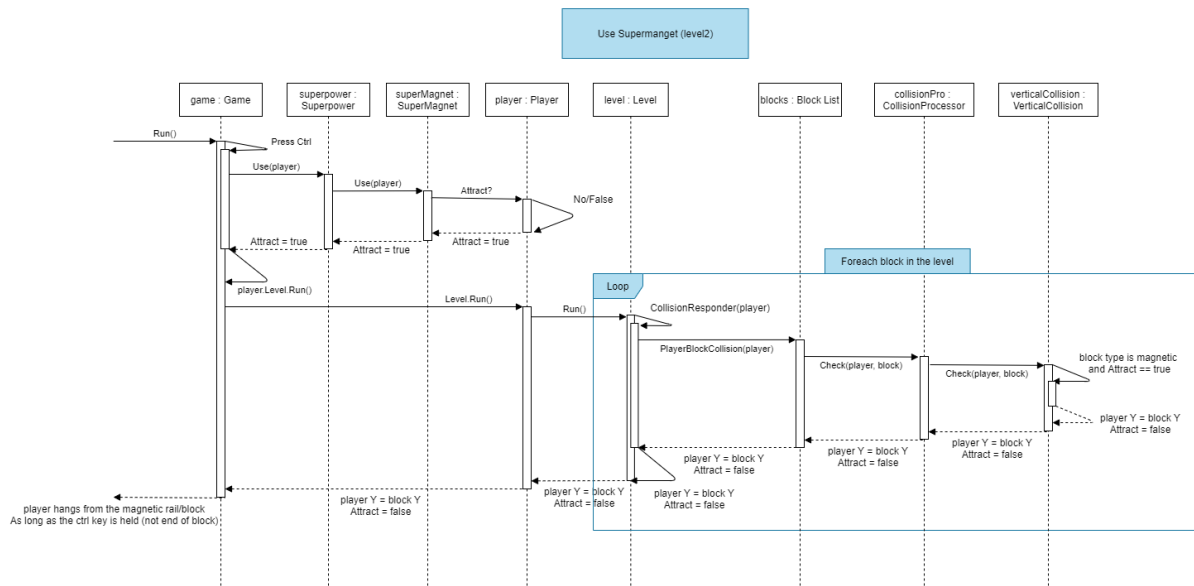 Use Supermanget (level2)
game : Game
superpower :
Superpower
superMagnet :
SuperMagnet
player : Player
level : Level
blocks : Block List
collisionPro :
CollisionProcessor
verticalCollision :
VerticalCollision
Run()
Press Ctrl
Use(player)
Use(player)
Attract?
No/False
Attract = true
Attract = true
Attract = true
Foreach block in the level
player.Level.Run()
Loop
Level.Run()
Run()
CollisionResponder(player)
PlayerBlockCollision(player)
Check(player, block)
Check(player, block)
block type is magnetic
and Attract == true
player Y = block Y
Attract = false
player Y = block Y
Attract = false
player Y = block Y
Attract = false
player Y = block Y
Attract = false
player Y = block Y
Attract = false
player Y = block Y
Attract = false
player Y = block Y
Attract = false
player hangs from the magnetic rail/block
As long as the ctrl key is held (not end of block)